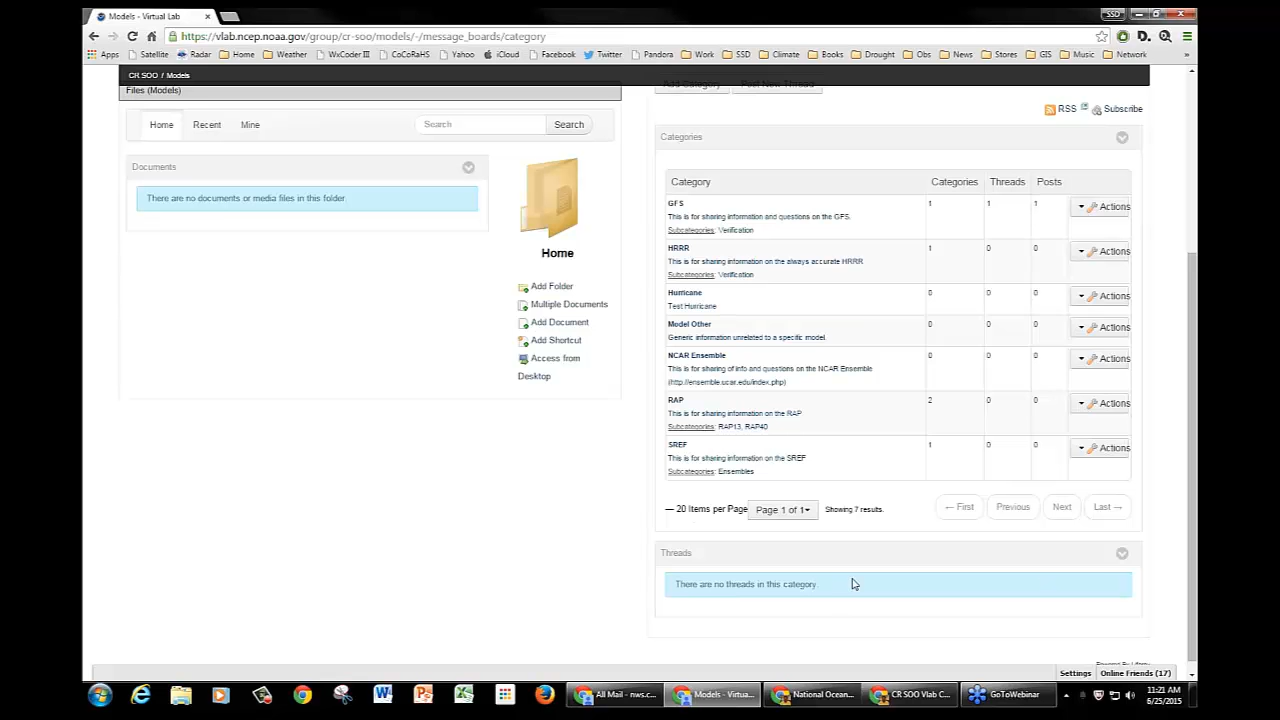 Models - Virtual Lab
SSD
https://vlab.ncep.noaa.gov/group/cr-soo/models/-/message_boards/category
Apps Satellite Radar Home Weather WxCoder III CoCoRaHS Yahoo iCloud Facebook Twitter Pandora Work SSD Climate Books Drought Obs News Stores GIS Music Network
CR SOO / Models
Files (Models)
Add Category Post New Thread
RSS Subscribe
Home Recent Mine Search Search
Categories
Documents
There are no documents or media files in this folder.
Home
Add Folder
Multiple Documents
Add Document
Add Shortcut
Access from
Desktop
Category Categories Threads Posts
GFS 1 1 1 Actions
This is for sharing information and questions on the GFS.
Subcategories: Verification
HRRR 1 0 0 Actions
This is for sharing information on the always accurate HRRR
Subcategories: Verification
Hurricane 0 0 0 Actions
Test Hurricane
Model Other 0 0 0 Actions
Generic information unrelated to a specific model.
NCAR Ensemble 0 0 0 Actions
This is for sharing of info and questions on the NCAR Ensemble
(http://ensemble.ucar.edu/index.php)
RAP 2 0 0 Actions
This is for sharing information on the RAP
Subcategories: RAP13, RAP40
SREF 1 0 0 Actions
This is for sharing information on the SREF
Subcategories: Ensembles
— 20 Items per Page Page 1 of 1 Showing 7 results. ← First Previous Next Last →
Threads
There are no threads in this category.
Powered By Liferay
Settings Online Friends (17)
All Mail - nws.c... Models - Virtua... National Ocean... CR SOO Vlab C... GoToWebinar
11:21 AM
6/25/2015